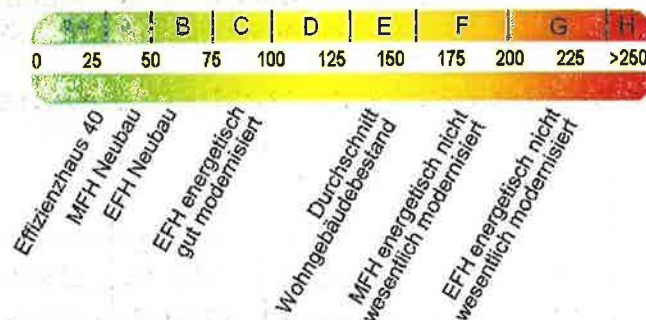 A+ A B C D E F G H
0 25 50 75 100 125 150 175 200 225 >250
Effizienzhaus 40
MFH Neubau
EFH Neubau
EFH energetisch
gut modernisiert
Durchschnitt
Wohngebäudebestand
MFH energetisch nicht
wesentlich modernisiert
EFH energetisch nicht
wesentlich modernisiert